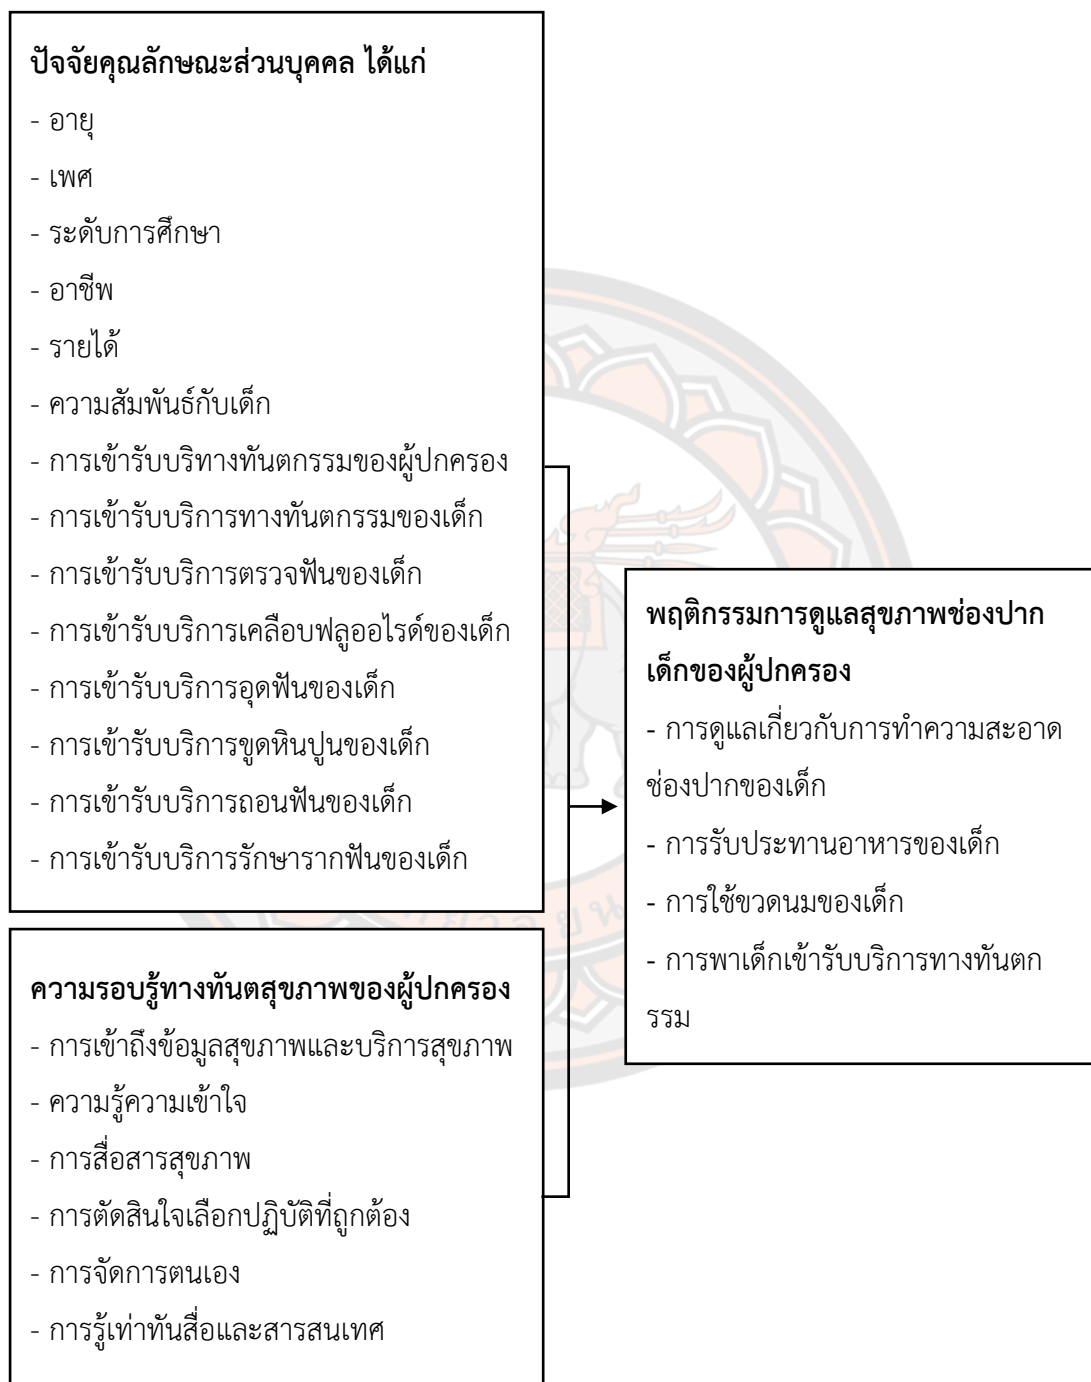 ปัจจัยคุณลักษณะส่วนบุคคล ได้แก่
- อายุ
- เพศ
- ระดับการศึกษา
- อาชีพ
- รายได้
- ความสัมพันธ์กับเด็ก
- การเข้ารับบริทางทันตกรรมของผู้ปกครอง
- การเข้ารับบริการทางทันตกรรมของเด็ก
- การเข้ารับบริการตรวจฟันของเด็ก
- การเข้ารับบริการเคลือบฟลูออไรด์ของเด็ก
- การเข้ารับบริการอุดฟันของเด็ก
- การเข้ารับบริการขูดหินปูนของเด็ก
- การเข้ารับบริการถอนฟันของเด็ก
- การเข้ารับบริการรักษารากฟันของเด็ก
ความรอบรู้ทางทันตสุขภาพของผู้ปกครอง
- การเข้าถึงข้อมูลสุขภาพและบริการสุขภาพ
- ความรู้ความเข้าใจ
- การสื่อสารสุขภาพ
- การตัดสินใจเลือกปฏิบัติที่ถูกต้อง
- การจัดการตนเอง
- การรู้เท่าทันสื่อและสารสนเทศ
พฤติกรรมการดูแลสุขภาพช่องปาก
เด็กของผู้ปกครอง
- การดูแลเกี่ยวกับการทำความสะอาด
ช่องปากของเด็ก
- การรับประทานอาหารของเด็ก
- การใช้ขวดนมของเด็ก
- การพาเด็กเข้ารับบริการทางทันตก
รรม